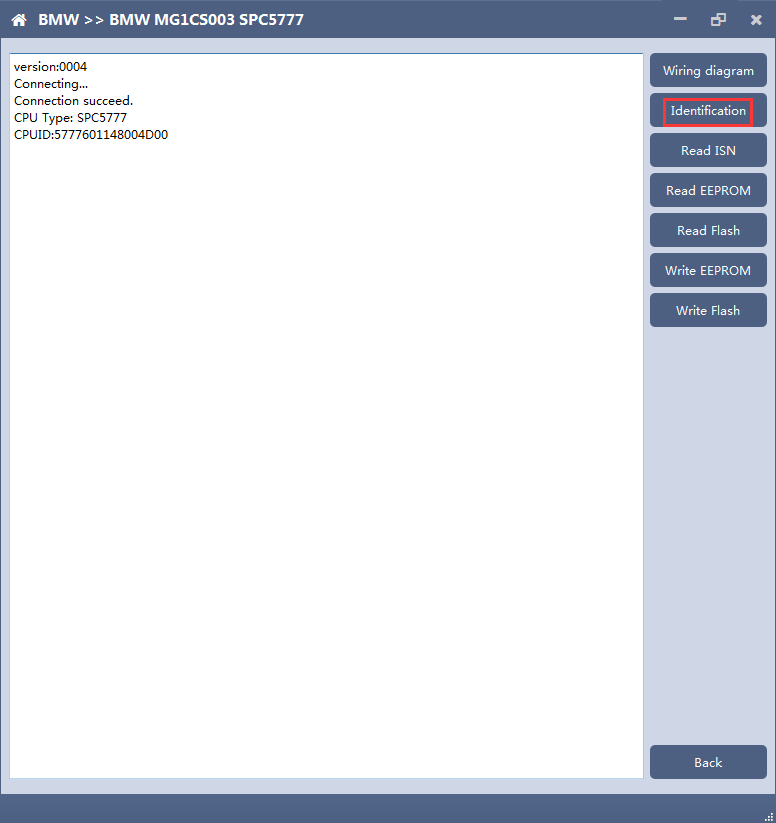 BMW >> BMW MG1CS003 SPC5777
version:0004
Connecting...
Connection succeed.
CPU Type: SPC5777
CPUID:5777601148004D00
Wiring diagram
Identification
Read ISN
Read EEPROM
Read Flash
Write EEPROM
Write Flash
Back